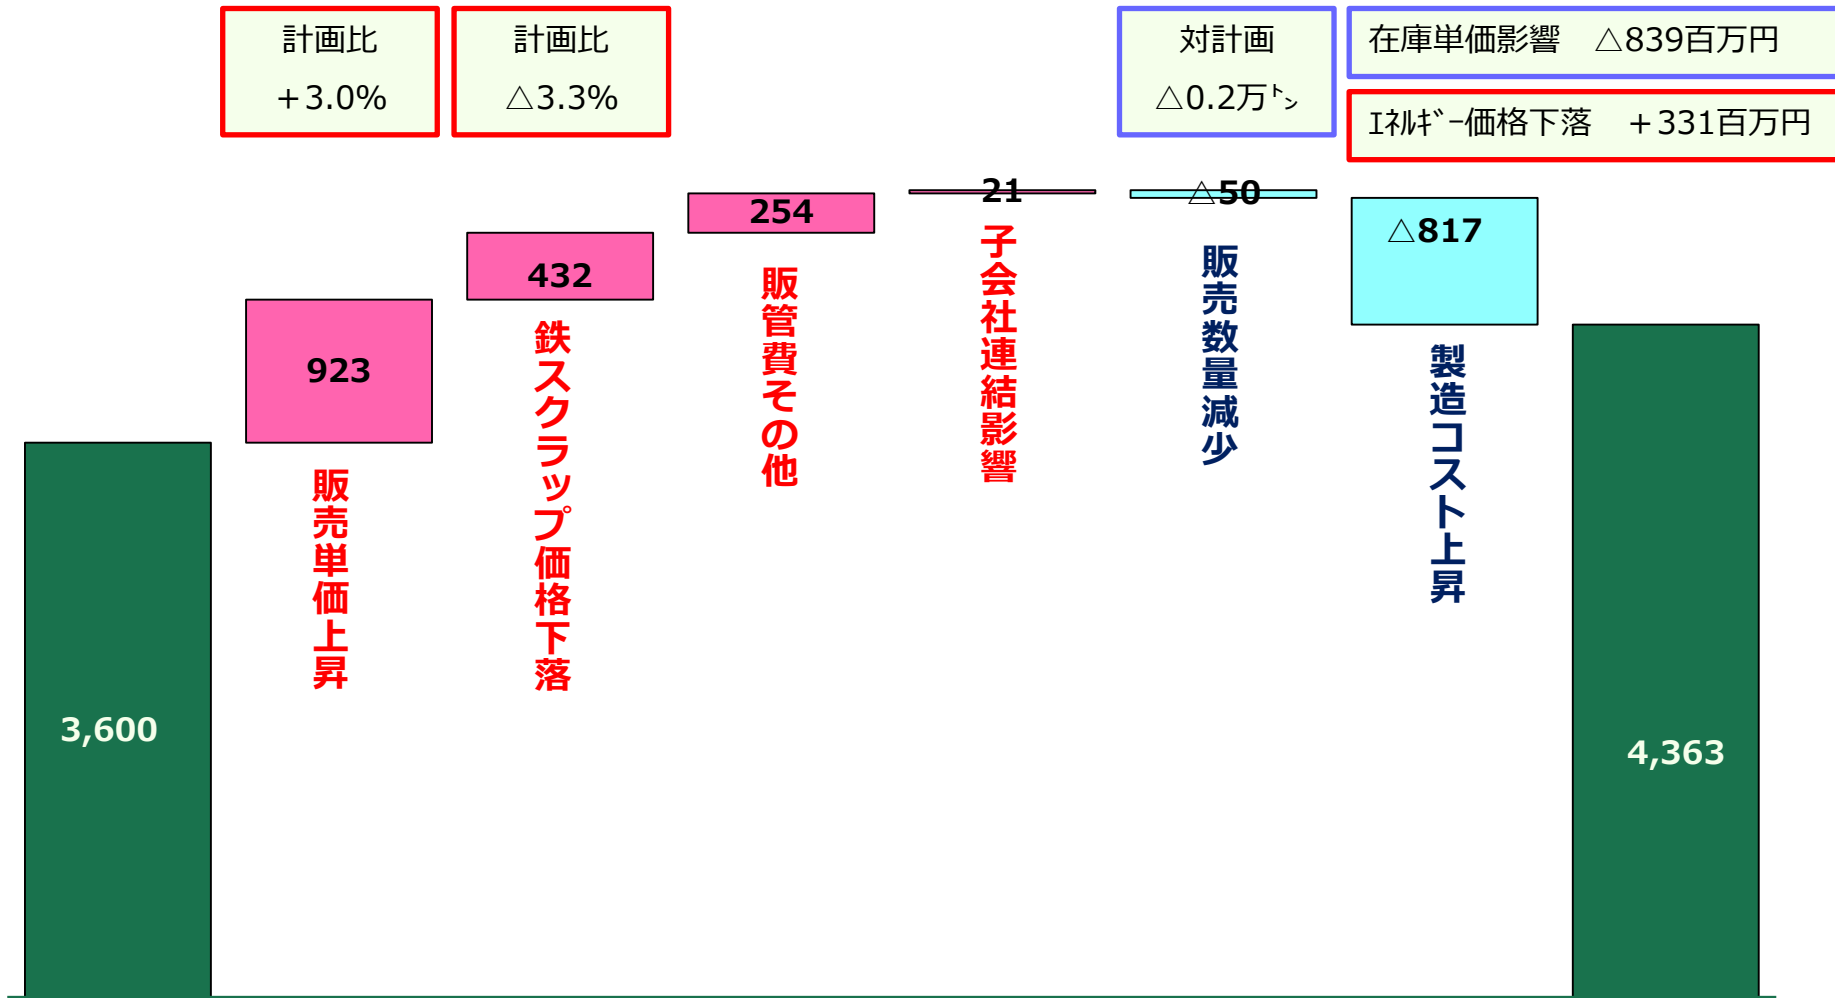 計画比
＋3.0%
計画比
△3.3%
対計画
△0.2万㌧
在庫単価影響　△839百万円
ｴﾈﾙｷﾞｰ価格下落　＋331百万円
3,600
923
販売単価上昇
432
鉄スクラップ価格下落
254
販管費その他
21
子会社連結影響
△50
販売数量減少
△817
製造コスト上昇
4,363